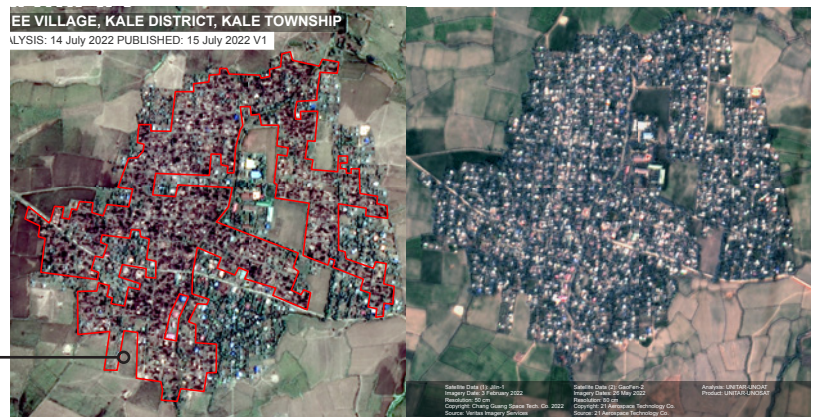 EE VILLAGE, KALE DISTRICT, KALE TOWNSHIP
ALYSIS: 14 July 2022 PUBLISHED: 15 July 2022 V1
Satellite Data (1): Jilin-1
Imagery Date: 3 February 2022
Resolution: 50 cm
Copyright: Chang Guang Space Tech. Co. 2022
Source: Veritas Imagery Services
Satellite Data (2): GaoFen-2
Imagery Dates: 26 May 2022
Resolution: 80 cm
Copyright: 21 Aerospace Technology Co.
Source: 21 Aerospace Technology Co.
Analysis: UNITAR-UNOAT
Product: UNITAR-UNOSAT